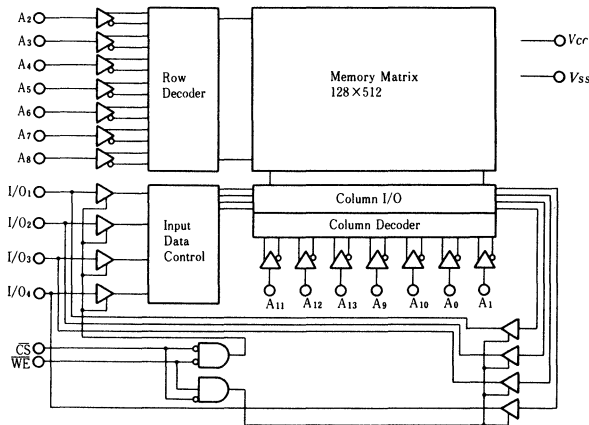 A2
A3
A4
A5
A6
A7
A8
Row
Decoder
Memory Matrix
128×512
Vcc
Vss
I/O1
I/O2
I/O3
I/O4
Input
Data
Control
Column I/O
Column Decoder
A11 A12 A13 A9 A10 A0 A1
CS
WE